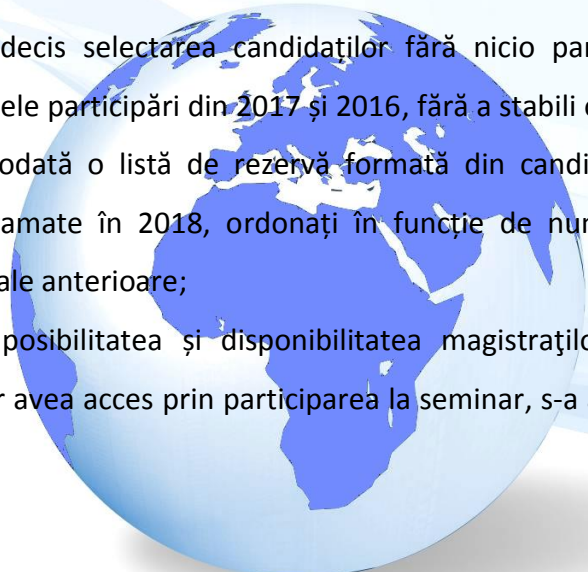 decis selectarea candidaților fără nicio par
ele participări din 2017 și 2016, fără a stabili
odată o listă de rezervă formată din candi
amate în 2018, ordonați în funcție de nu
ale anterioare;
posibilitatea și disponibilitatea magistraţilo
avea acces prin participarea la seminar, s-a